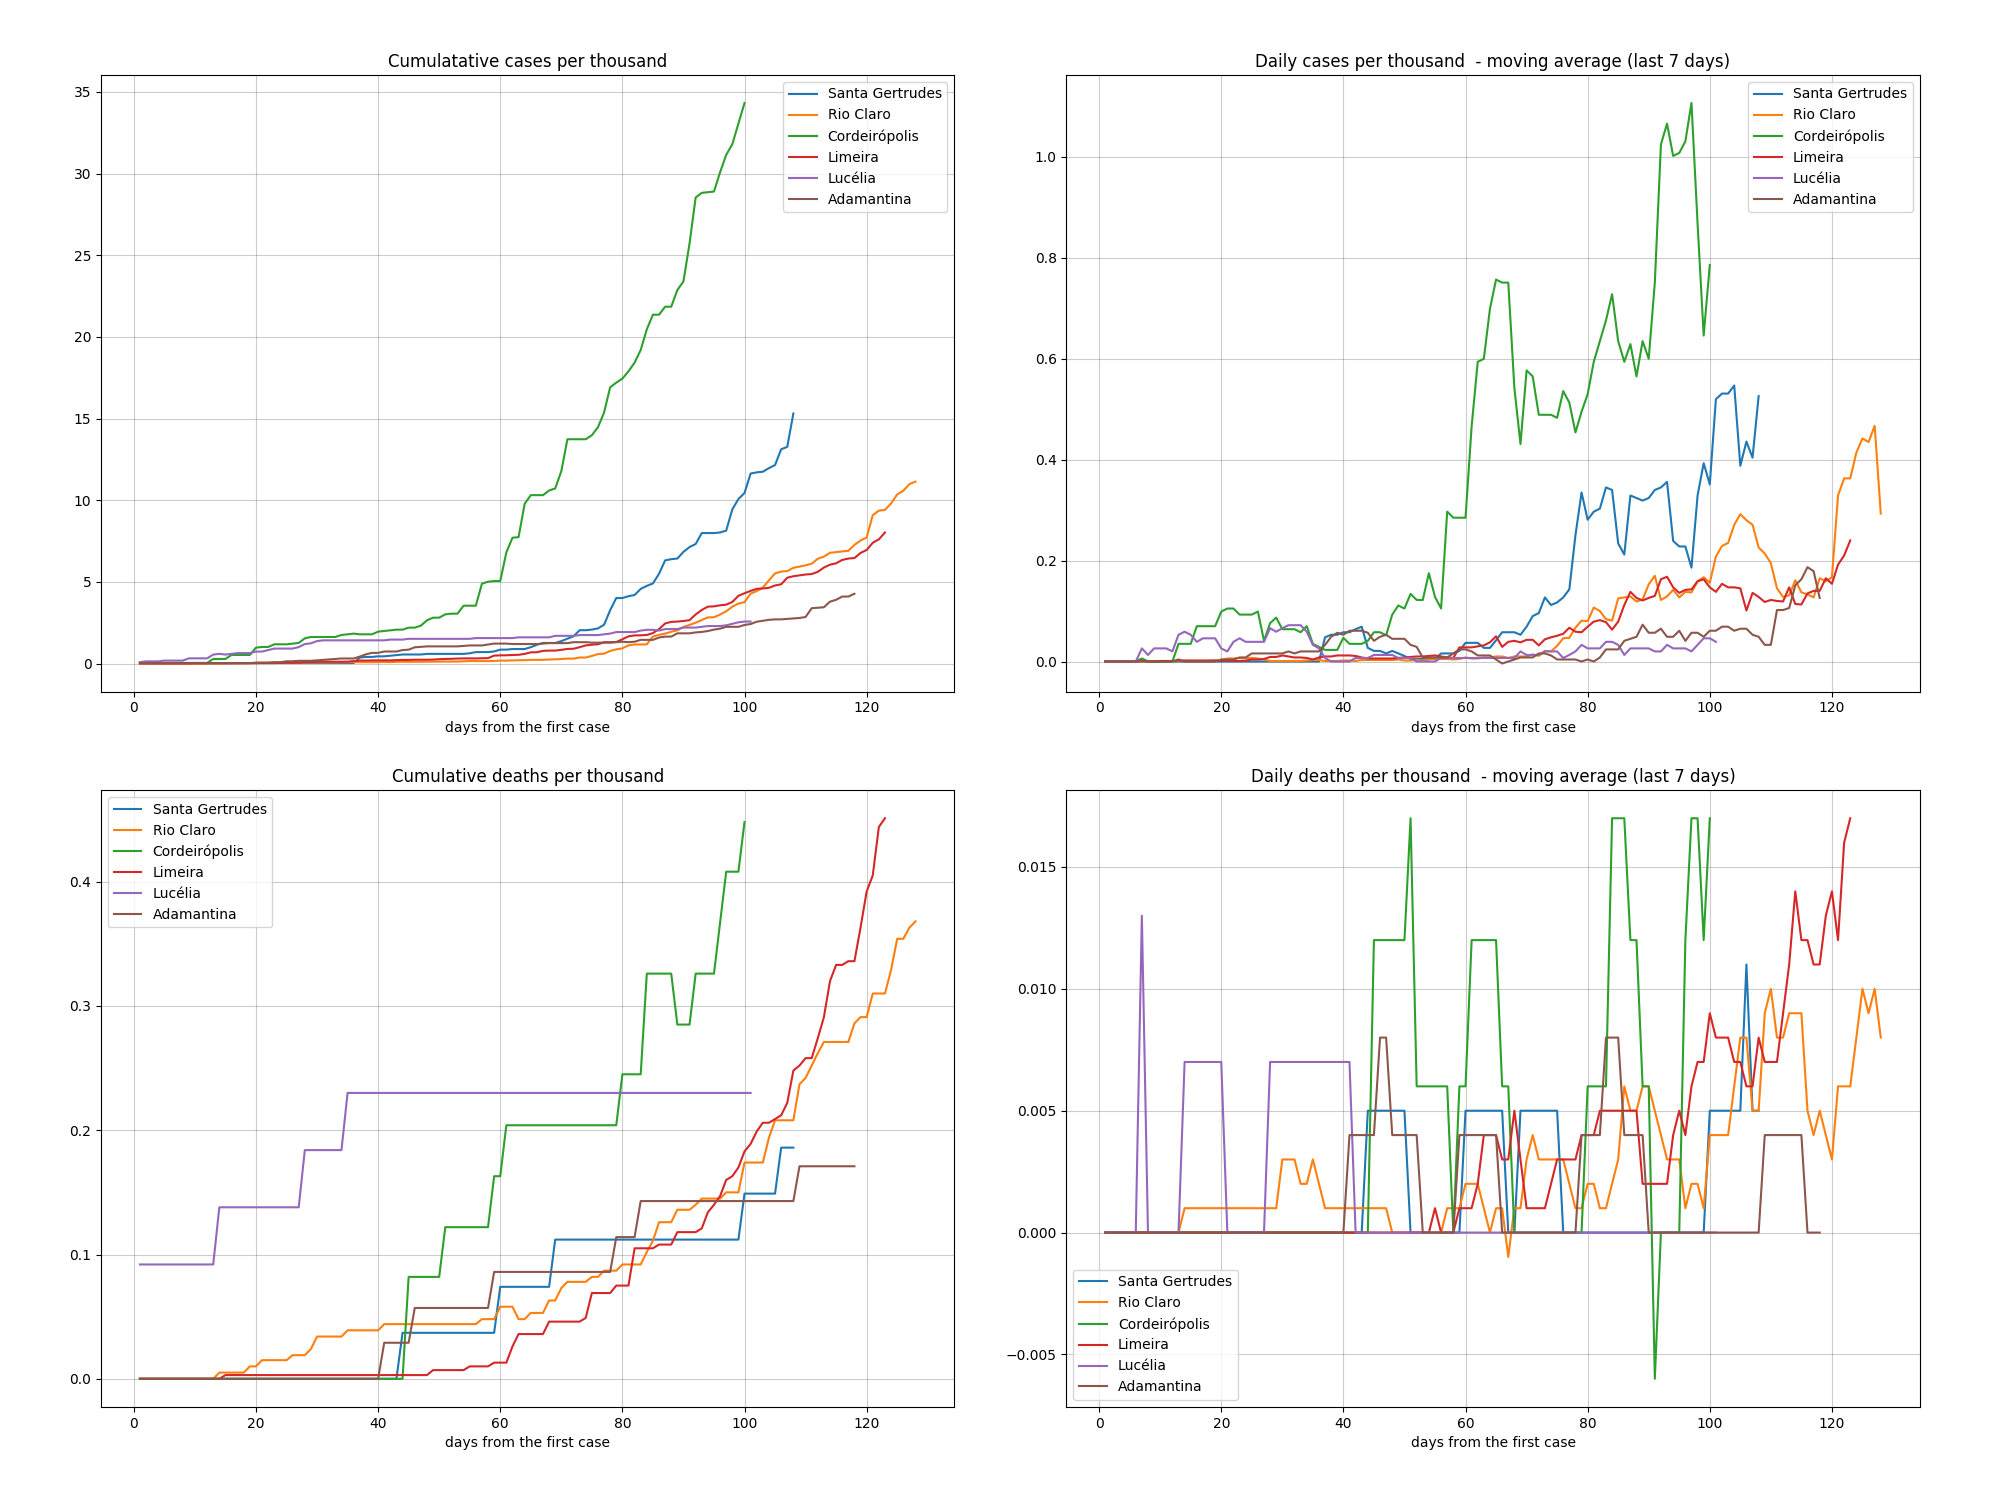 Cumulatative cases per thousand
35
30
25
20
15
10
5
0
0 20 40 60 80 100 120
days from the first case
Santa Gertrudes
Rio Claro
Cordeirópolis
Limeira
Lucélia
Adamantina
Daily cases per thousand - moving average (last 7 days)
1.0
0.8
0.6
0.4
0.2
0.0
0 20 40 60 80 100 120
days from the first case
Santa Gertrudes
Rio Claro
Cordeirópolis
Limeira
Lucélia
Adamantina
Cumulative deaths per thousand
Santa Gertrudes
Rio Claro
Cordeirópolis
Limeira
Lucélia
Adamantina
0.4
0.3
0.2
0.1
0.0
0 20 40 60 80 100 120
days from the first case
Daily deaths per thousand - moving average (last 7 days)
0.015
0.010
0.005
0.000
−0.005
Santa Gertrudes
Rio Claro
Cordeirópolis
Limeira
Lucélia
Adamantina
0 20 40 60 80 100 120
days from the first case